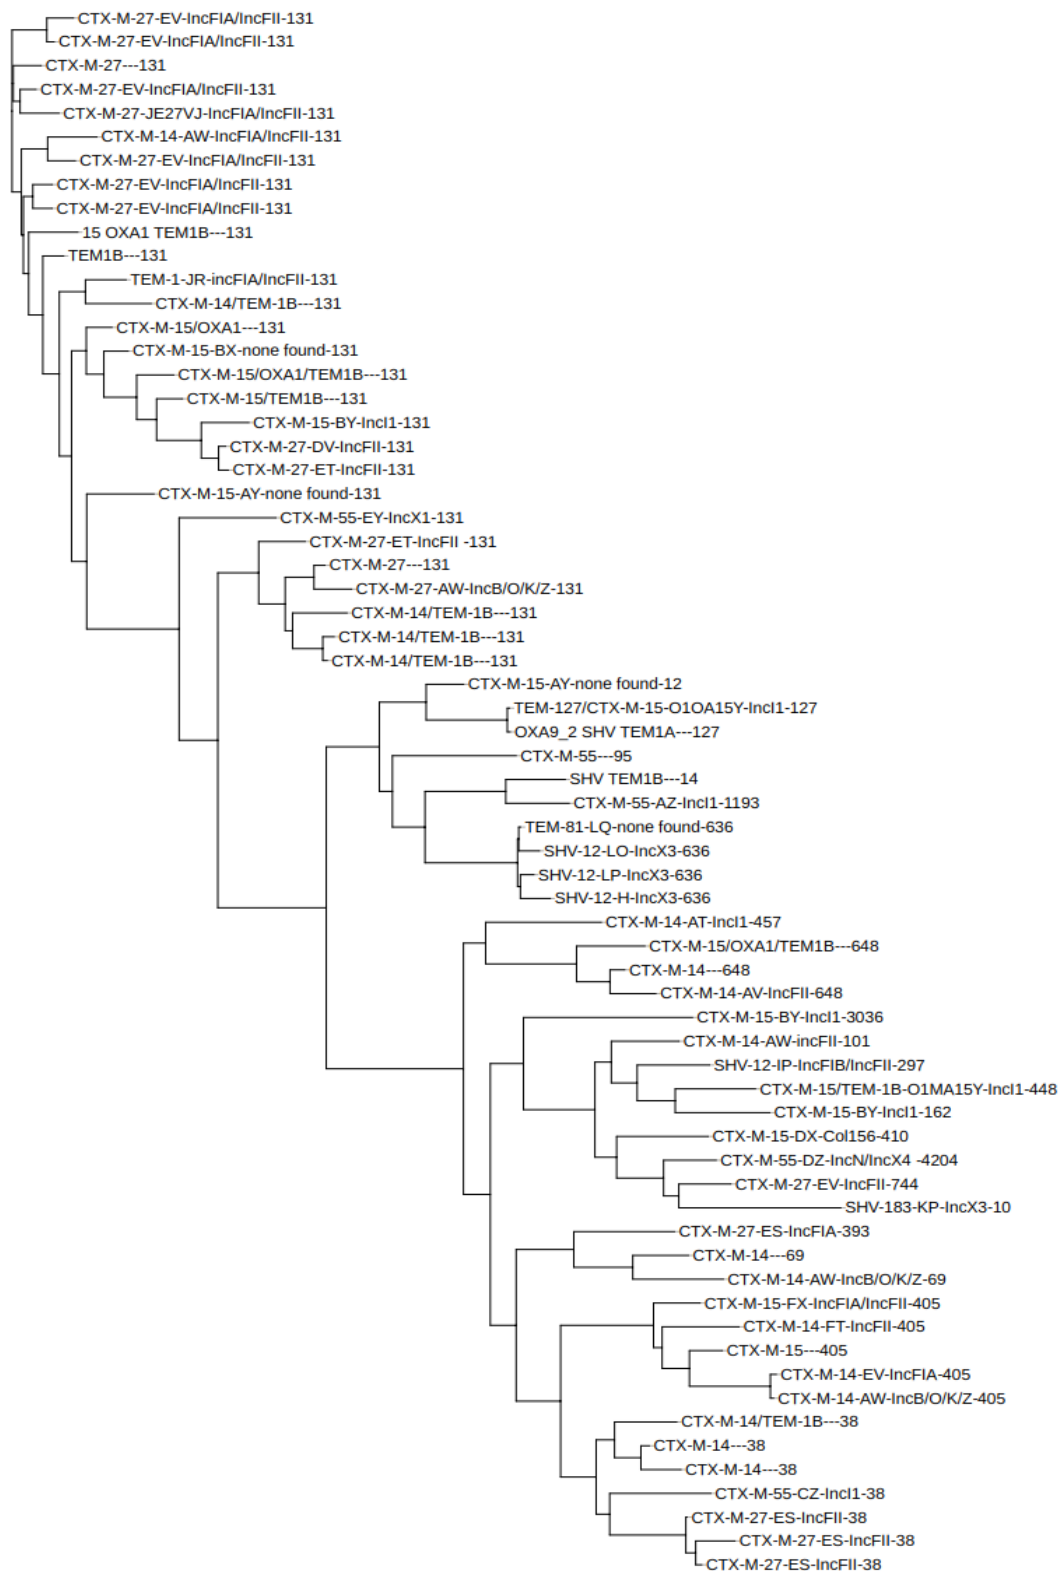 CTX-M-27-EV-IncFIA/IncFII-131
CTX-M-27-EV-IncFIA/IncFII-131
CTX-M-27---131
CTX-M-27-EV-IncFIA/IncFII-131
CTX-M-27-JE27VJ-IncFIA/IncFII-131
CTX-M-14-AW-IncFIA/IncFII-131
CTX-M-27-EV-IncFIA/IncFII-131
CTX-M-27-EV-IncFIA/IncFII-131
CTX-M-27-EV-IncFIA/IncFII-131
15 OXA1 TEM1B---131
TEM1B---131
TEM-1-JR-incFIA/IncFII-131
CTX-M-14/TEM-1B---131
CTX-M-15/OXA1---131
CTX-M-15-BX-none found-131
CTX-M-15/OXA1/TEM1B---131
CTX-M-15/TEM1B---131
CTX-M-15-BY-IncI1-131
CTX-M-27-DV-IncFII-131
CTX-M-27-ET-IncFII-131
CTX-M-15-AY-none found-131
CTX-M-55-EY-IncX1-131
CTX-M-27-ET-IncFII -131
CTX-M-27---131
CTX-M-27-AW-IncB/O/K/Z-131
CTX-M-14/TEM-1B---131
CTX-M-14/TEM-1B---131
CTX-M-14/TEM-1B---131
CTX-M-15-AY-none found-12
TEM-127/CTX-M-15-O1OA15Y-IncI1-127
OXA9_2 SHV TEM1A---127
CTX-M-55---95
SHV TEM1B---14
CTX-M-55-AZ-IncI1-1193
TEM-81-LQ-none found-636
SHV-12-LO-IncX3-636
SHV-12-LP-IncX3-636
SHV-12-H-IncX3-636
CTX-M-14-AT-IncI1-457
CTX-M-15/OXA1/TEM1B---648
CTX-M-14---648
CTX-M-14-AV-IncFII-648
CTX-M-15-BY-IncI1-3036
CTX-M-14-AW-incFII-101
SHV-12-IP-IncFIB/IncFII-297
CTX-M-15/TEM-1B-O1MA15Y-IncI1-448
CTX-M-15-BY-IncI1-162
CTX-M-15-DX-Col156-410
CTX-M-55-DZ-IncN/IncX4 -4204
CTX-M-27-EV-IncFII-744
SHV-183-KP-IncX3-10
CTX-M-27-ES-IncFIA-393
CTX-M-14---69
CTX-M-14-AW-IncB/O/K/Z-69
CTX-M-15-FX-IncFIA/IncFII-405
CTX-M-14-FT-IncFII-405
CTX-M-15---405
CTX-M-14-EV-IncFIA-405
CTX-M-14-AW-IncB/O/K/Z-405
CTX-M-14/TEM-1B---38
CTX-M-14---38
CTX-M-14---38
CTX-M-55-CZ-IncI1-38
CTX-M-27-ES-IncFII-38
CTX-M-27-ES-IncFII-38
CTX-M-27-ES-IncFII-38